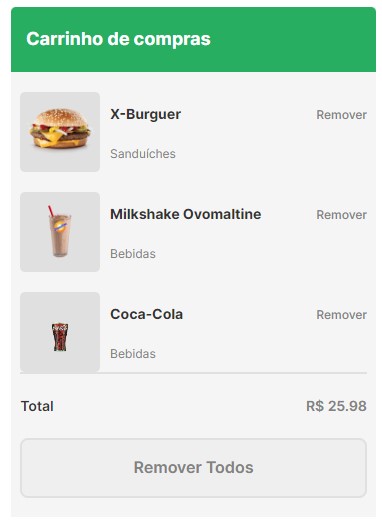 Carrinho de compras
X-Burguer
Remover
Sanduíches
Milkshake Ovomaltine
Remover
Bebidas
Coca-Cola
Remover
Bebidas
Total
R$ 25.98
Remover Todos